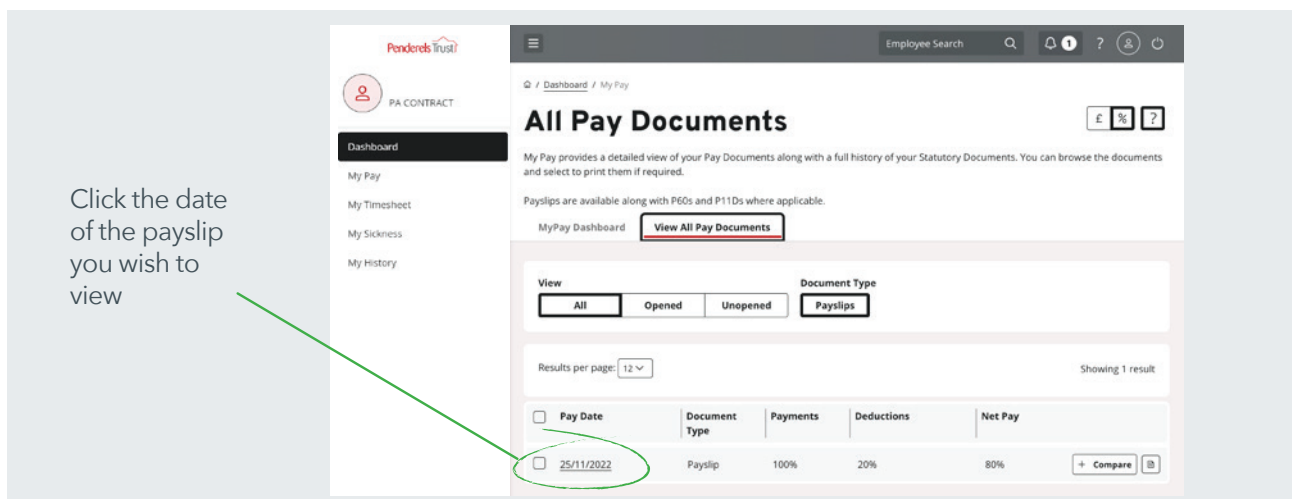 Penderels Trust
Employee Search
1
?
PA CONTRACT
/ Dashboard / My Pay
All Pay Documents
£ % ?
Dashboard
My Pay provides a detailed view of your Pay Documents along with a full history of your Statutory Documents. You can browse the documents
and select to print them if required.
My Pay
My Timesheet
My Sickness
My History
Payslips are available along with P60s and P11Ds where applicable.
MyPay Dashboard
View All Pay Documents
Click the date
of the payslip
you wish to
view
View
Document Type
All
Opened
Unopened
Payslips
Results per page: 12
Showing 1 result
Pay Date
Document
Type
Payments
Deductions
Net Pay
25/11/2022
Payslip
100%
20%
80%
+ Compare